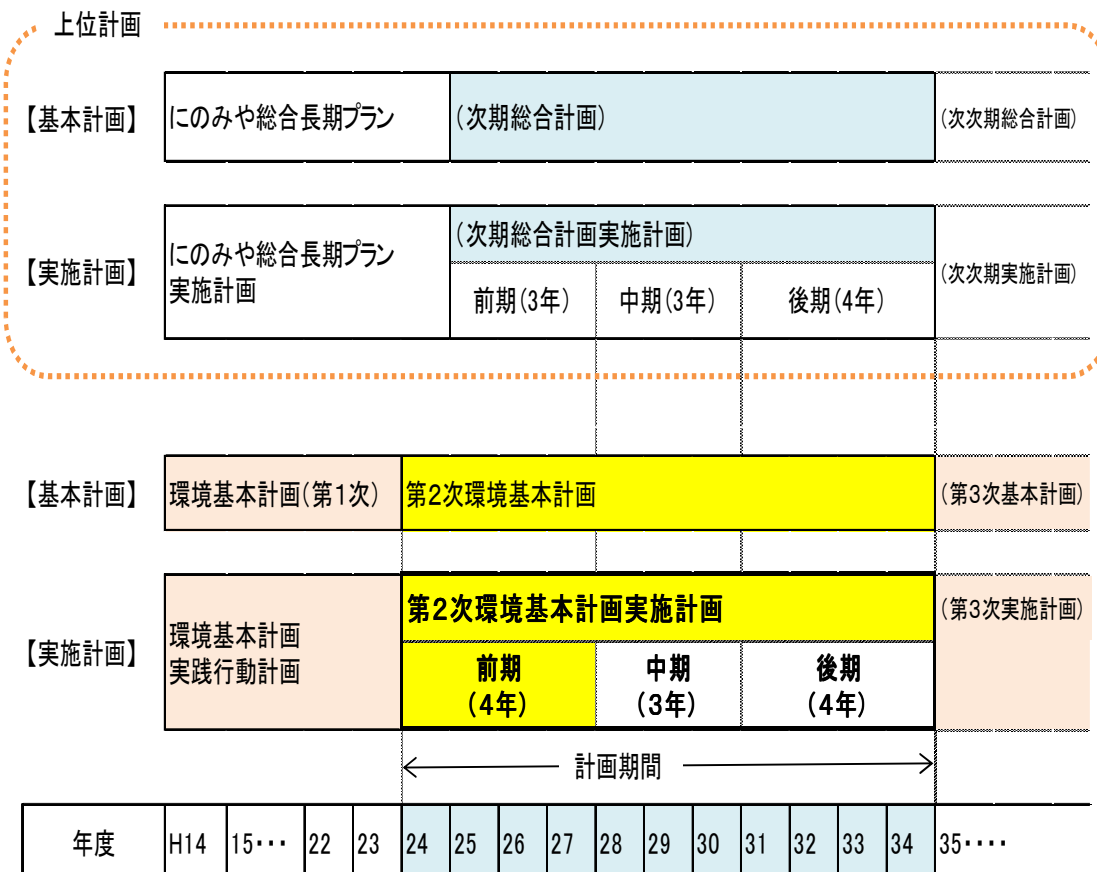 上位計画
【基本計画】
にのみや総合長期プラン
(次期総合計画)
(次次期総合計画)
【実施計画】
にのみや総合長期プラン
実施計画
(次期総合計画実施計画)
前期(3年)
中期(3年)
後期(4年)
(次次期実施計画)
【基本計画】
環境基本計画(第1次)
第2次環境基本計画
(第3次基本計画)
【実施計画】
環境基本計画
実践行動計画
第2次環境基本計画実施計画
前期
(4年)
中期
(3年)
後期
(4年)
(第3次実施計画)
計画期間
年度
H14
15・・・
22
23
24
25
26
27
28
29
30
31
32
33
34
35・・・・